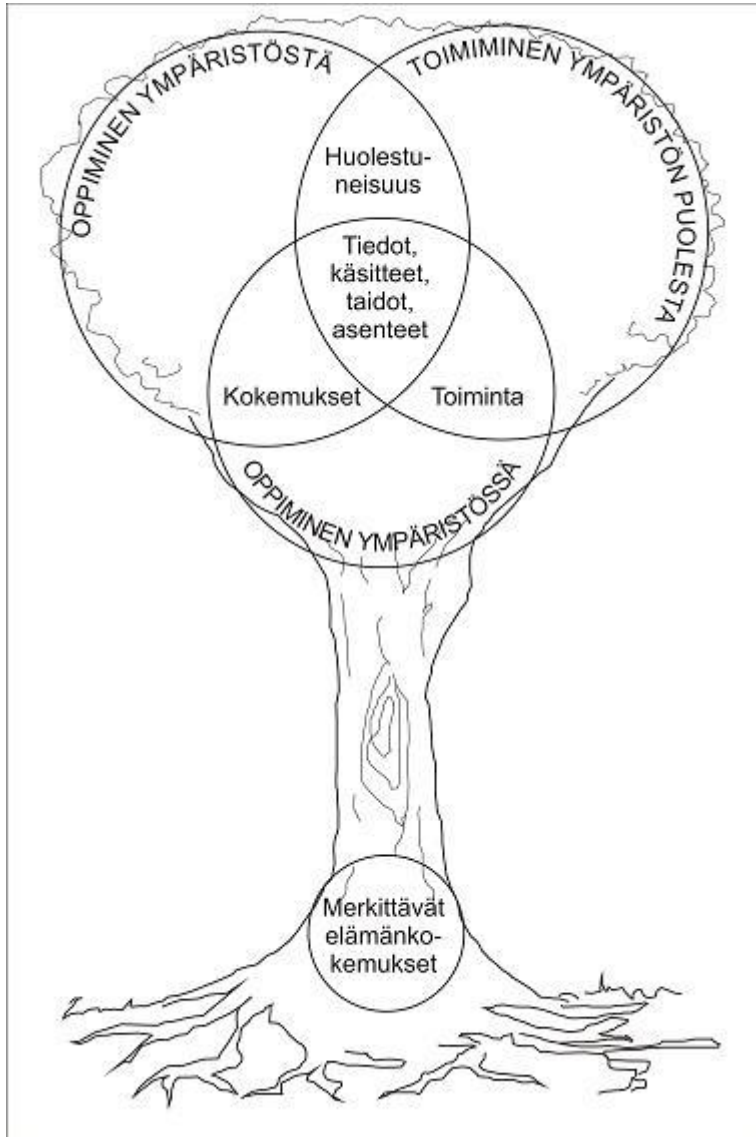 OPPIMINEN YMPÄRISTÖSTÄ
TOIMIMINEN YMPÄRISTÖN PUOLESTA
Huolestu-
neisuus
Tiedot,
käsitteet,
taidot,
asenteet
Kokemukset
Toiminta
OPPIMINEN YMPÄRISTÖSSÄ
Merkittävät
elämänko-
kemukset